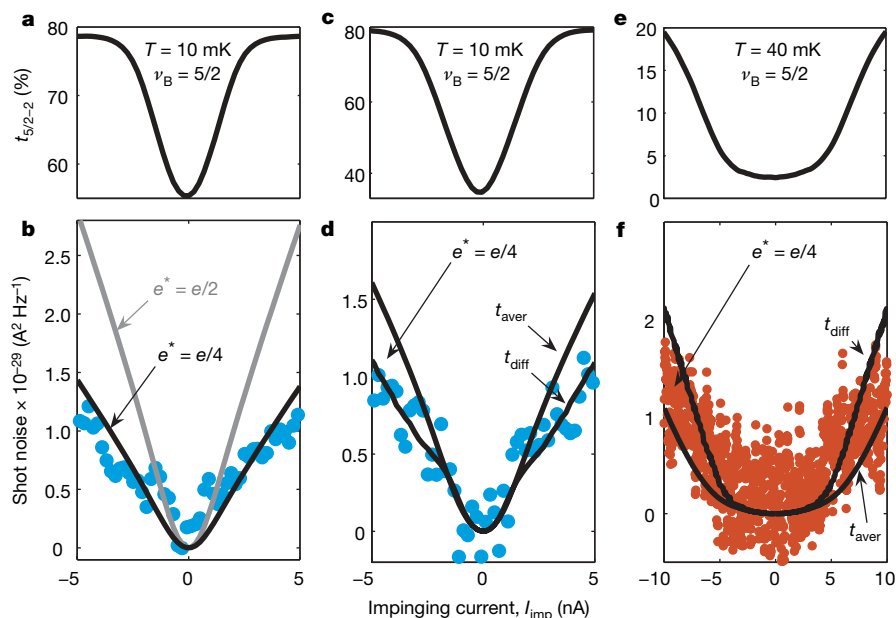 a
80
70
60
t5/2–2 (%)
T = 10 mK
νB = 5/2
c
80
60
40
T = 10 mK
νB = 5/2
e
20
15
10
5
0
T = 40 mK
νB = 5/2
b
2.5
2.0
1.5
1.0
0.5
0
Shot noise × 10–29 (A2 Hz–1)
e* = e/2
e* = e/4
–5
0
5
d
1.5
1.0
0.5
0
e* = e/4
taver
tdiff
–5
0
5
Impinging current, Iimp (nA)
f
2
1
0
e* = e/4
tdiff
taver
–10
–5
0
5
10